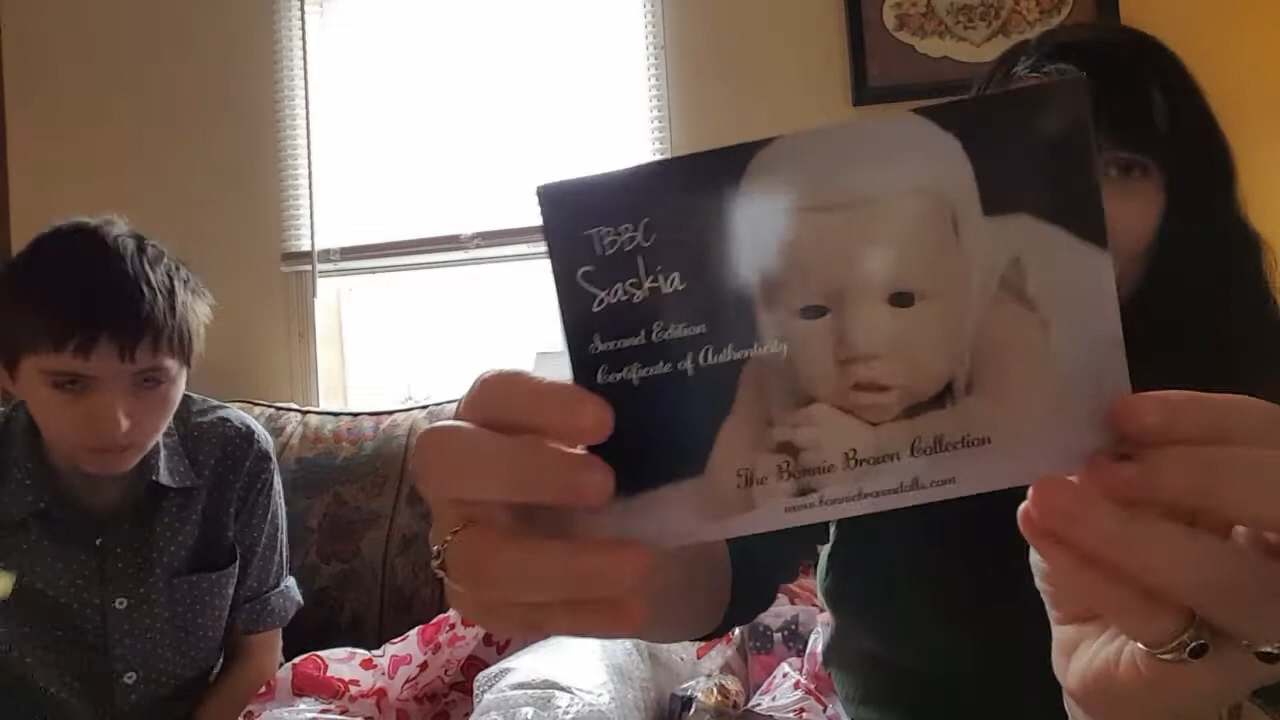 TBBC
Saskia
Second Edition
Certificate of Authenticity
The Bonnie Brown Collection
www.bonniebrowndolls.com